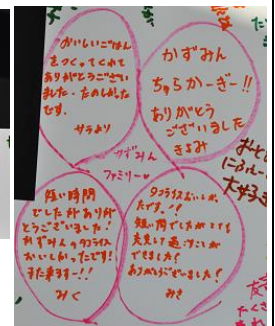 おいしいごはん
をつくってくれて
ありがとうござい
ました。たのしかった
です。
サラより
かずみん
ちゅらかーぎー!!
ありがとう
ございました
きよみ
かずみん
ファミリー♡
短い時間
でしたがありが
とうございました!
かずみんのタコライス
おいしかったです!
また来ますー!!
みく
タコライスおいしか
たです!!
短い間でしたがとても
充実して過すことが
できました!
ありがとうございました!
みき